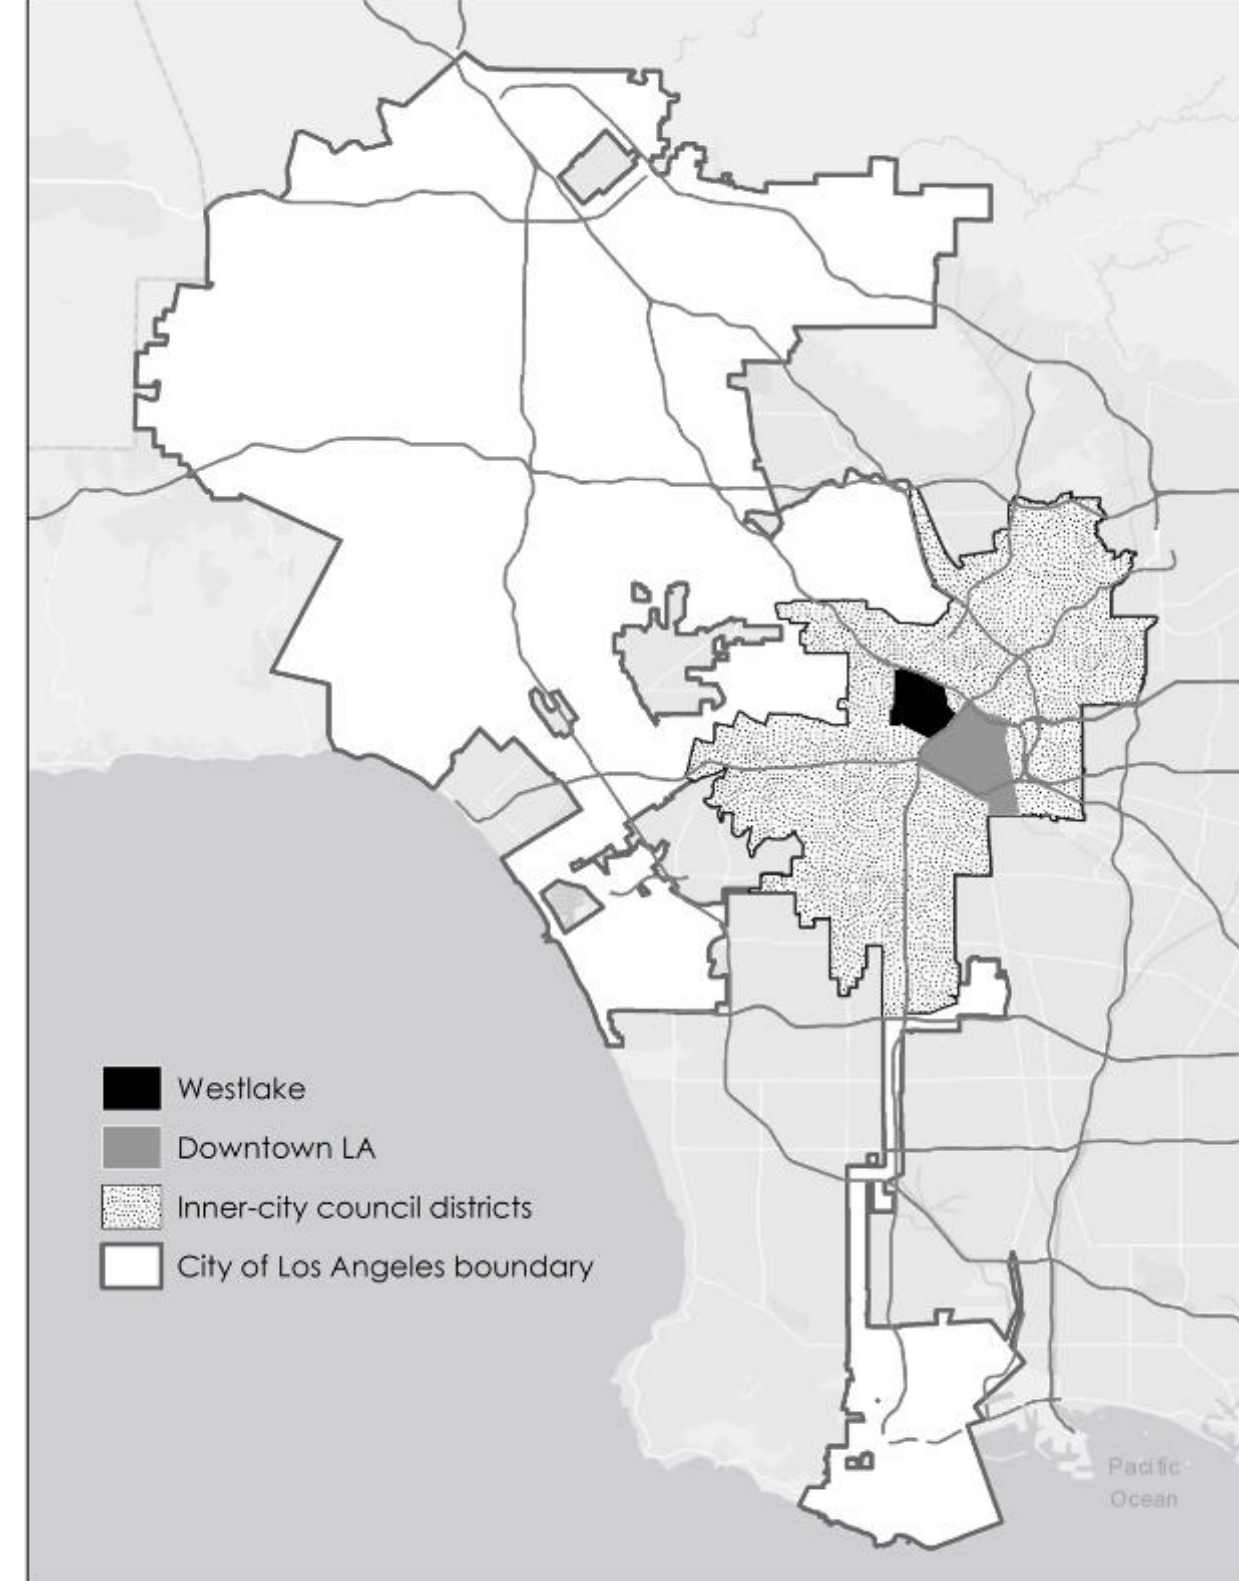 Westlake
Downtown LA
Inner-city council districts
City of Los Angeles boundary
Pacific
Ocean